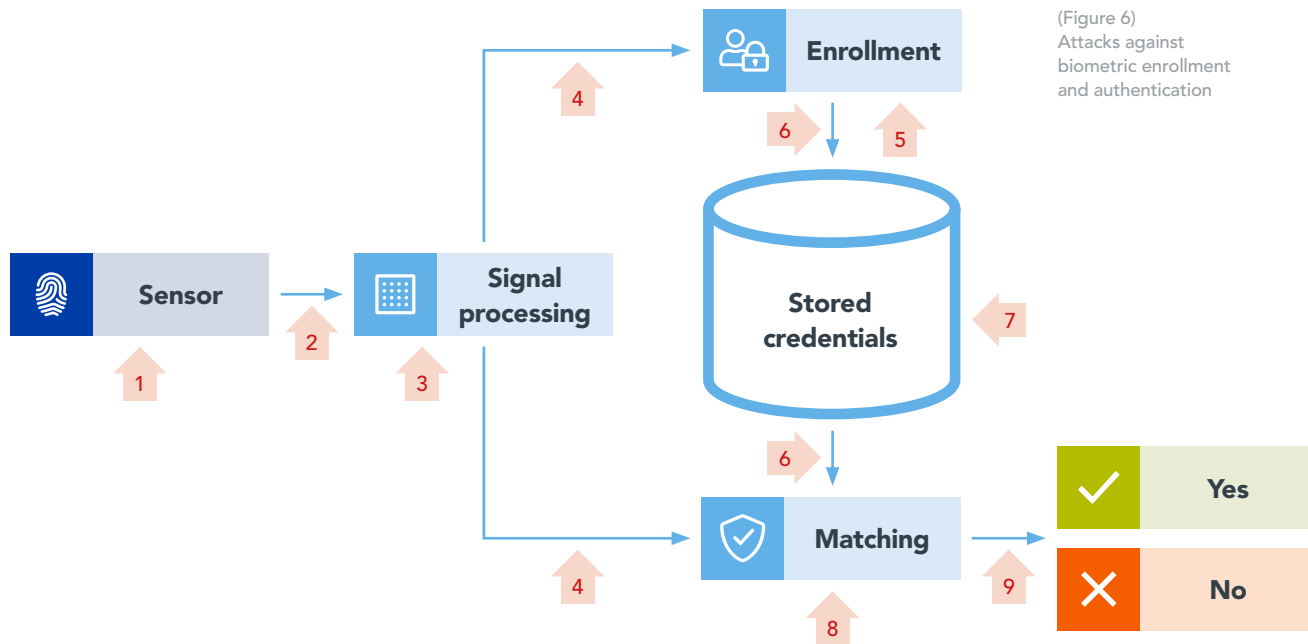 (Figure 6)
Attacks against
biometric enrollment
and authentication
Enrollment
4
6
5
Sensor
Signal
processing
Stored
credentials
2
7
1
3
6
Yes
Matching
4
9
No
8